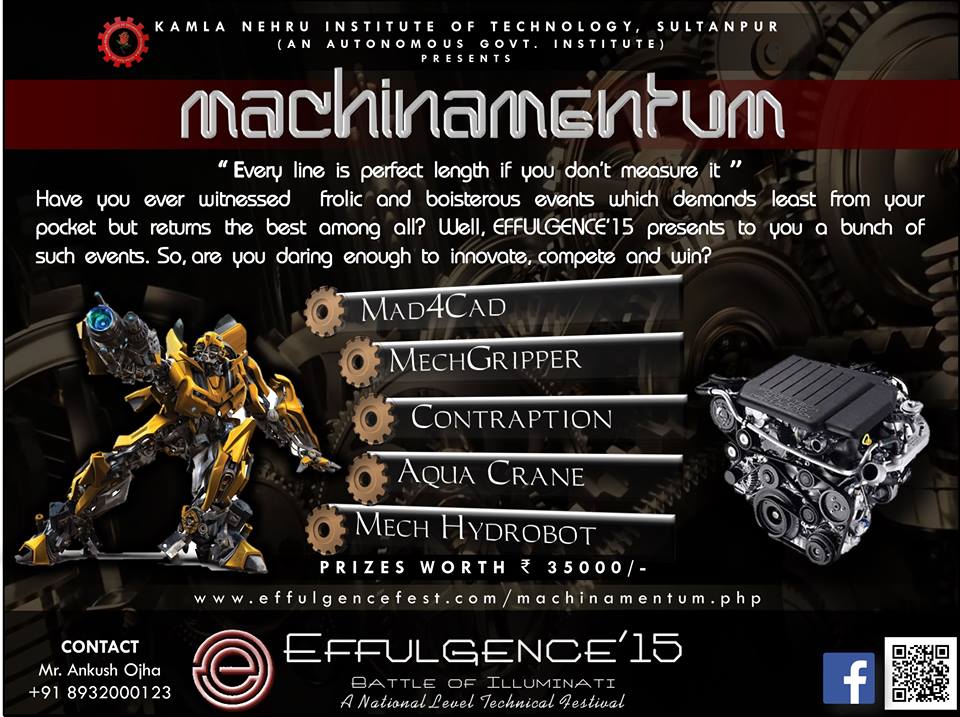 KAMLA NEHRU INSTITUTE OF TECHNOLOGY, SULTANPUR
(AN AUTONOMOUS GOVT. INSTITUTE)
PRESENTS
machinamentum
“ Every line is perfect length if you don't measure it ”
Have you ever witnessed frolic and boisterous events which demands least from your
pocket but returns the best among all? Well, EFFULGENCE'15 presents to you a bunch of
such events. So, are you daring enough to innovate, compete and win?
Mad4Cad
MechGripper
Contraption
Aqua Crane
Mech Hydrobot
PRIZES WORTH ₹ 35000/-
www.effulgencefest.com/machinamentum.php
CONTACT
Mr. Ankush Ojha
+91 8932000123
EFFULGENCE'15
BATTLE OF ILLUMINATI
A National Level Technical Festival
f